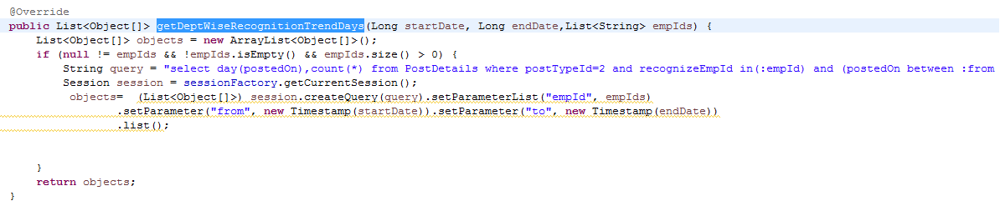 @Override
public List<Object[]> getDeptWiseRecognitionTrendDays(Long startDate, Long endDate,List<String> empIds) {
List<Object[]> objects = new ArrayList<Object[]>();
if (null != empIds && !empIds.isEmpty() && empIds.size() > 0) {
String query = "select day(postedOn),count(*) from PostDetails where postTypeId=2 and recognizeEmpId in(:empId) and (postedOn between :from
Session session = sessionFactory.getCurrentSession();
objects= (List<Object[]>) session.createQuery(query).setParameterList("empId", empIds)
.setParameter("from", new Timestamp(startDate)).setParameter("to", new Timestamp(endDate))
.list();
}
return objects;
}